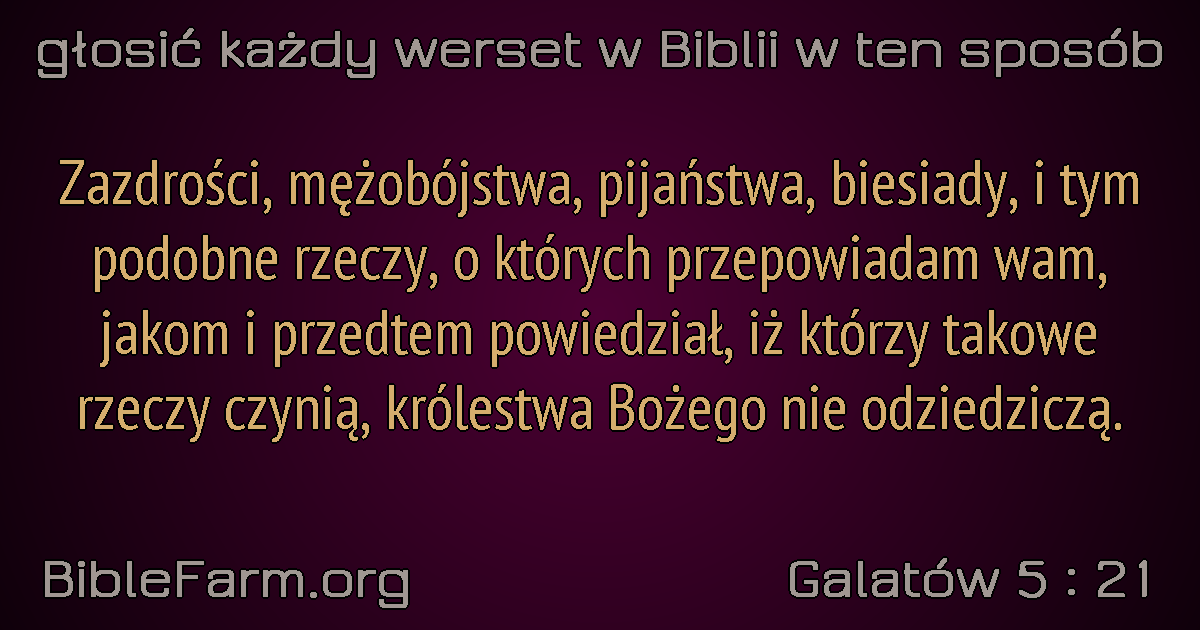 głosić każdy werset w Biblii w ten sposób
Zazdrości, mężobójstwa, pijaństwa, biesiady, i tym
podobne rzeczy, o których przepowiadam wam,
jakom i przedtem powiedział, iż którzy takowe
rzeczy czynią, królestwa Bożego nie odziedziczą.
BibleFarm.org
Galatów 5 : 21